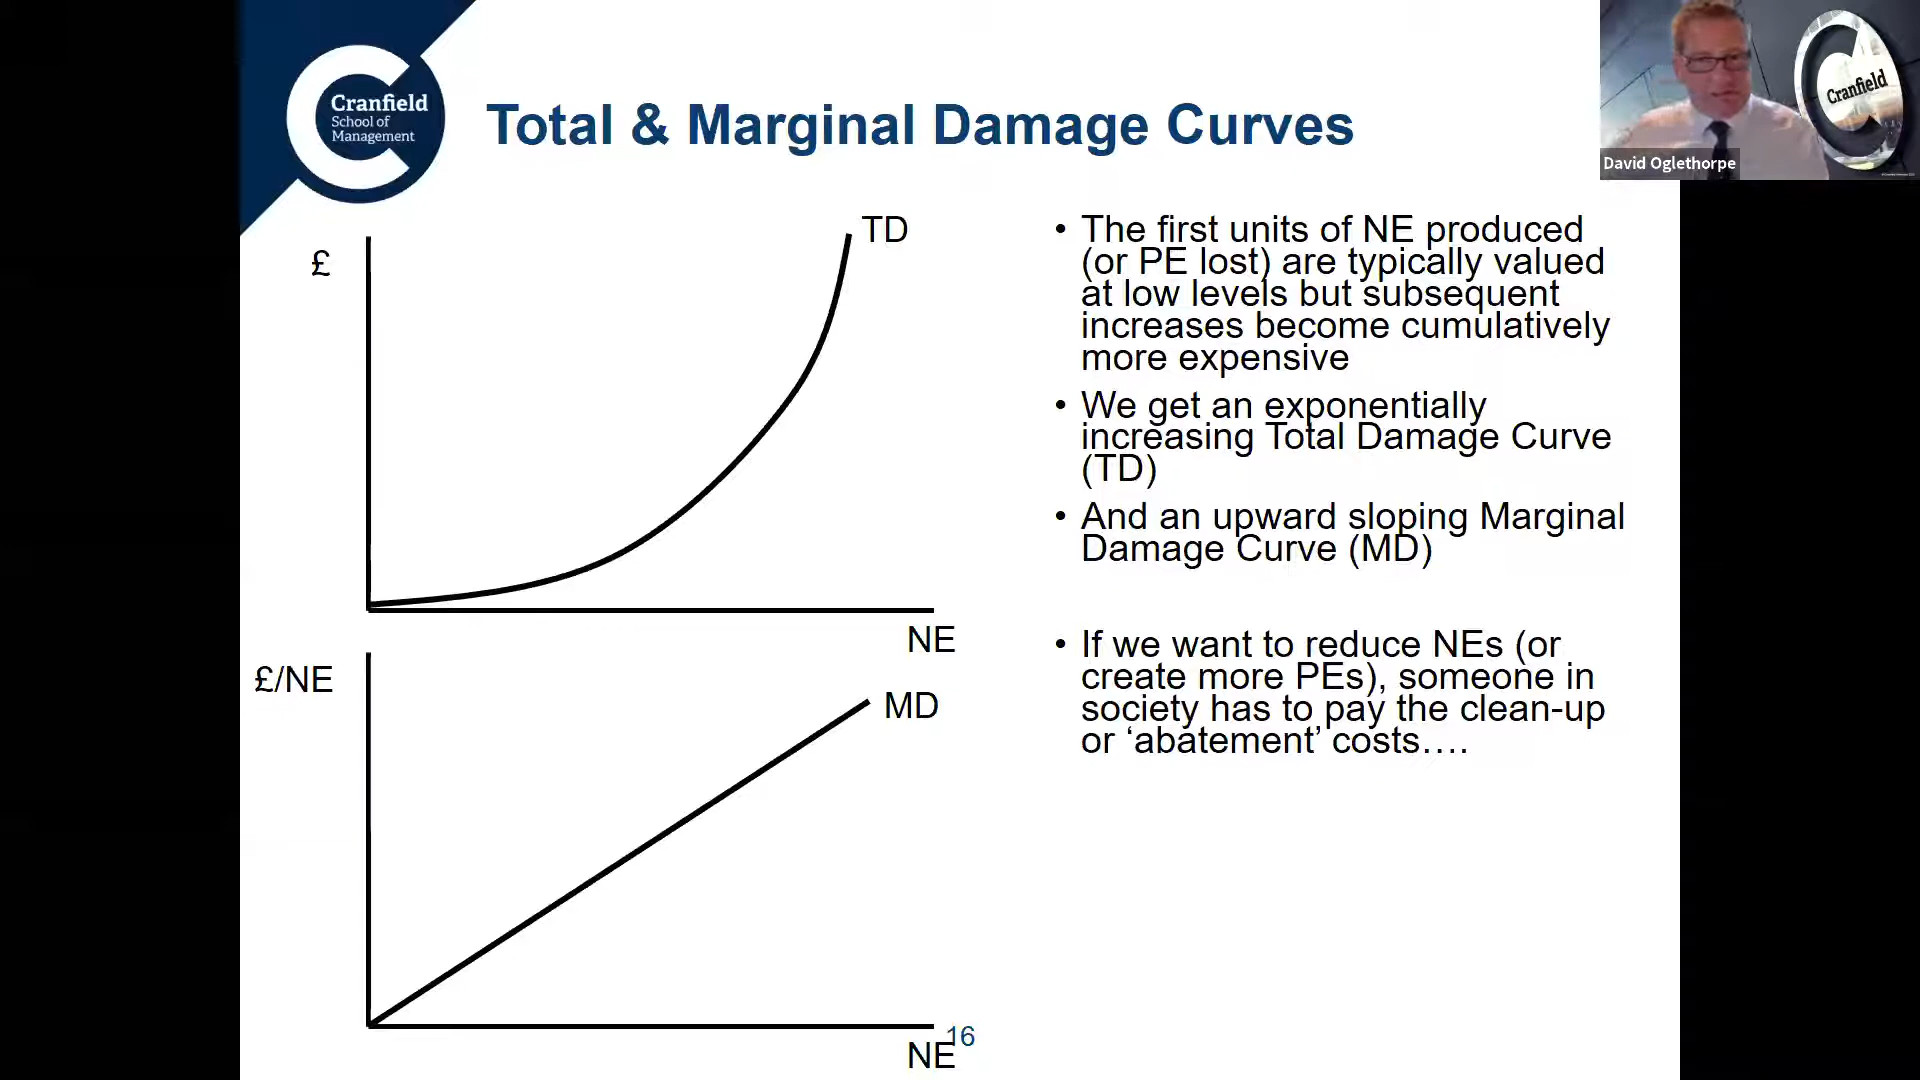 Cranfield
School of
Management
Total & Marginal Damage Curves
Cranfield
David Oglethorpe
£
TD
NE
£/NE
MD
NE
• The first units of NE produced
(or PE lost) are typically valued
at low levels but subsequent
increases become cumulatively
more expensive
• We get an exponentially
increasing Total Damage Curve
(TD)
• And an upward sloping Marginal
Damage Curve (MD)
• If we want to reduce NEs (or
create more PEs), someone in
society has to pay the clean-up
or ‘abatement’ costs….
16